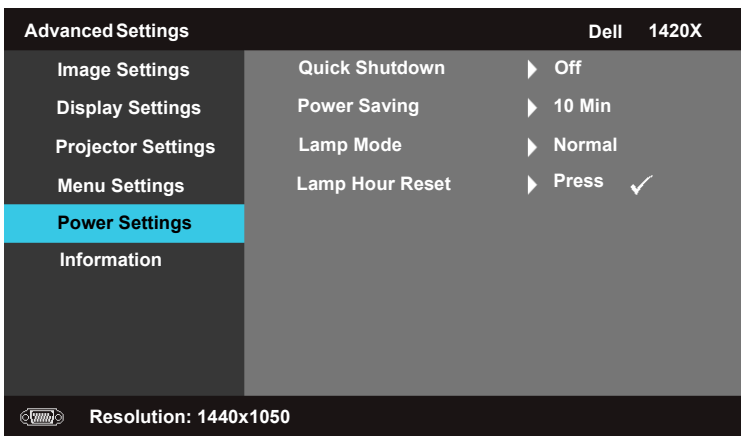 Advanced Settings Dell 1420X
Image Settings Quick Shutdown Off
Display Settings Power Saving 10 Min
Projector Settings Lamp Mode Normal
Menu Settings Lamp Hour Reset Press
Power Settings
Information
Resolution: 1440x1050